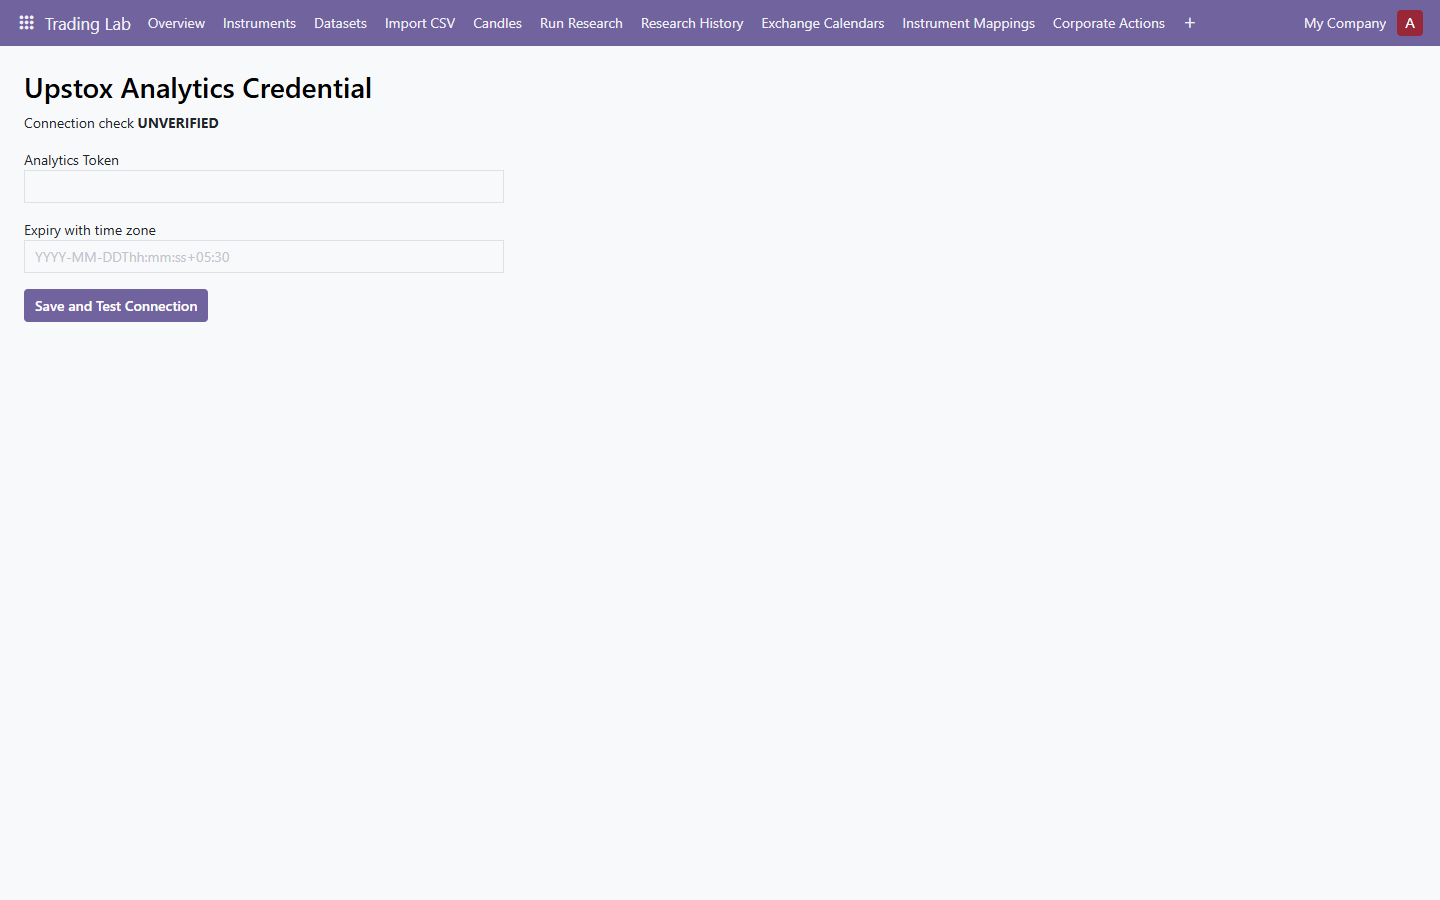 Trading Lab Overview Instruments Datasets Import CSV Candles Run Research Research History Exchange Calendars Instrument Mappings Corporate Actions + My Company A
Upstox Analytics Credential
Connection check UNVERIFIED
Analytics Token
Expiry with time zone
YYYY-MM-DDThh:mm:ss+05:30
Save and Test Connection